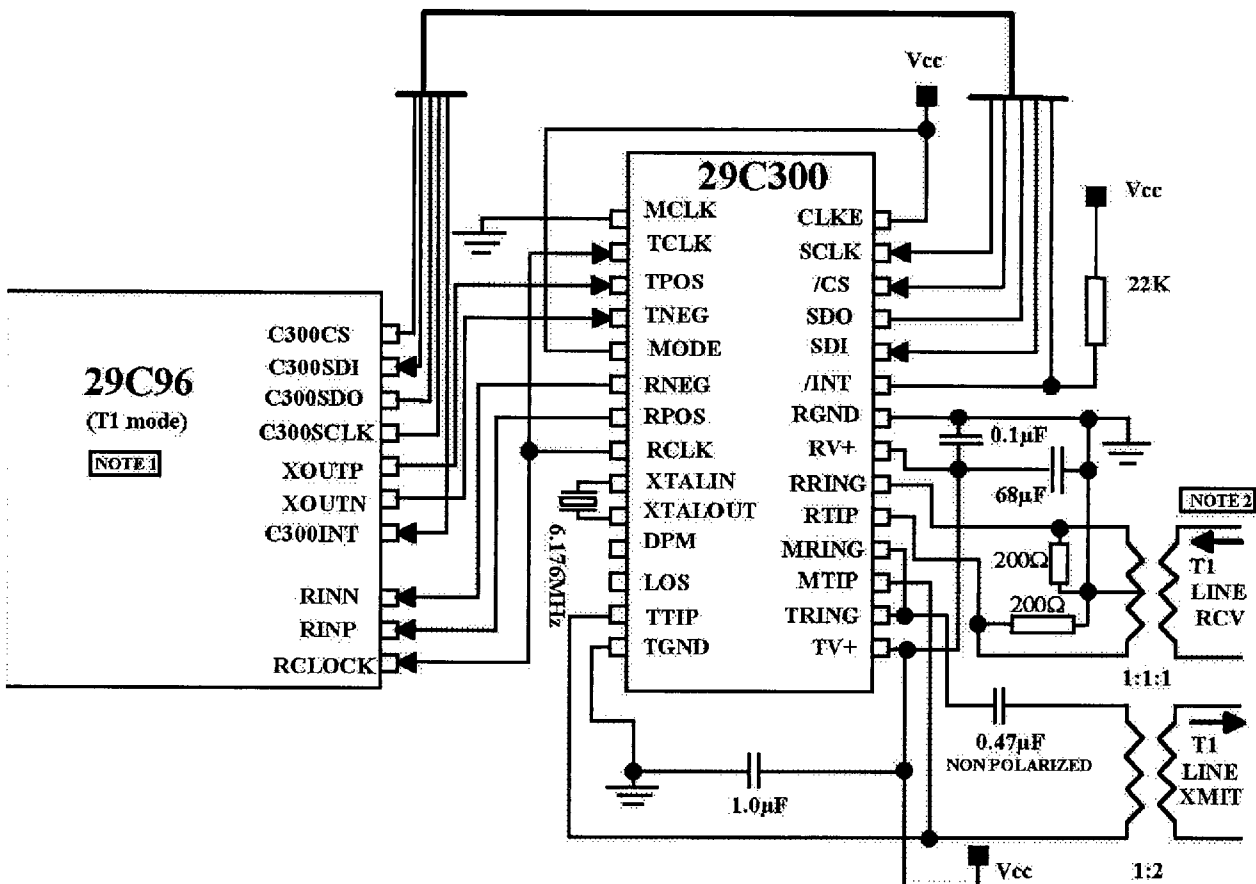 Vcc
29C300
MCLK
TCLK
TPOS
TNEG
MODE
RNEG
RPOS
RCLK
XTALIN
XTALOUT
DPM
LOS
TTIP
TGND
CLKE
SCLK
/CS
SDO
SDI
/INT
RGND
RV+
RRING
RTIP
MRING
MTIP
TRING
TV+
Vcc
22K
29C96
(T1 mode)
NOTE 1
C300CS
C300SDI
C300SDO
C300SCLK
XOUTP
XOUTN
C300INT
RINN
RINP
RCLOCK
6.176MHz
0.1µF
68µF
200Ω
200Ω
NOTE 2
T1
LINE
RCV
1:1:1
0.47µF
NON POLARIZED
1.0µF
T1
LINE
XMIT
1:2
Vcc